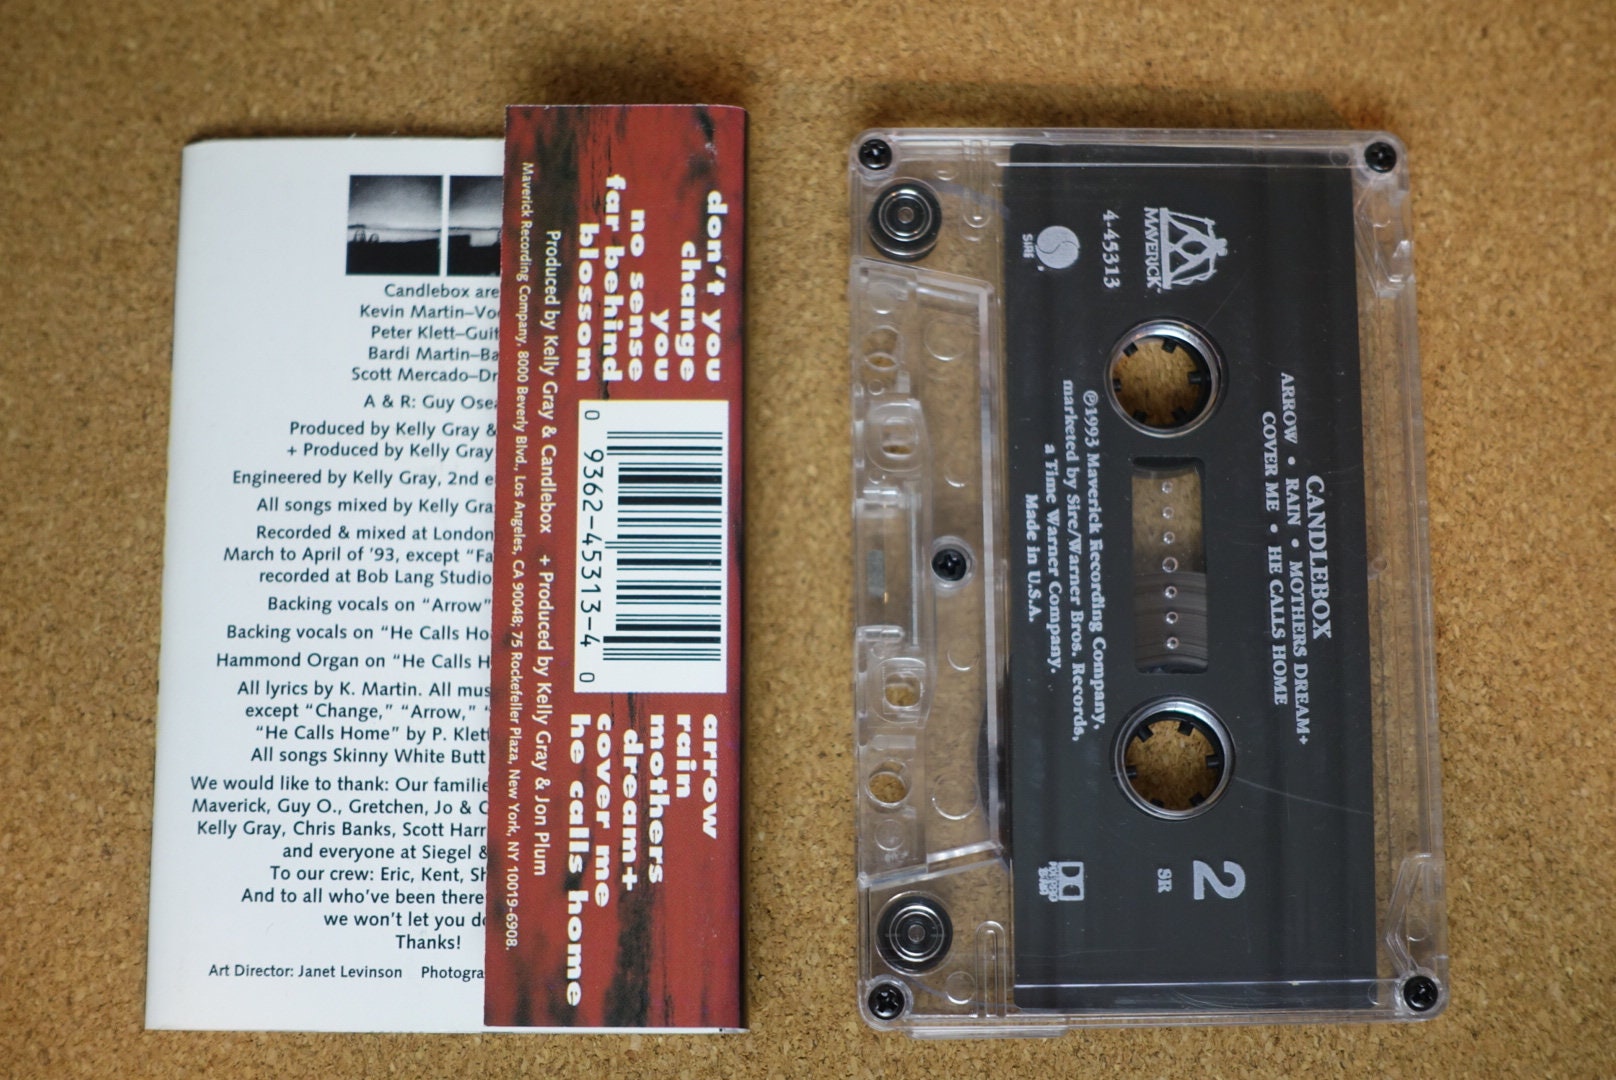 Candlebox are
Kevin Martin–Vo
Peter Klett–Guit
Bardi Martin–Ba
Scott Mercado–Dr
A & R: Guy Ose
Produced by Kelly Gray &
+ Produced by Kelly Gray
Engineered by Kelly Gray, 2nd e
All songs mixed by Kelly Gra
Recorded & mixed at London
March to April of '93, except “Fa
recorded at Bob Lang Studio
Backing vocals on “Arrow”
Backing vocals on “He Calls Ho
Hammond Organ on “He Calls H
All lyrics by K. Martin. All mus
except “Change,” “Arrow,” “
“He Calls Home” by P. Klett
All songs Skinny White Butt
We would like to thank: Our familie
Maverick, Guy O., Gretchen, Jo & C
Kelly Gray, Chris Banks, Scott Harr
and everyone at Siegel &
To our crew: Eric, Kent, Sh
And to all who've been there
we won't let you do
Thanks!
Art Director: Janet Levinson Photogra
don't you
change
you
no sense
far behind
blossom
0 9362-45313-4 0
arrow
rain
mothers
dream+
cover me
he calls home
Produced by Kelly Gray & Candlebox + Produced by Kelly Gray & Jon Plum
Maverick Recording Company, 8000 Beverly Blvd., Los Angeles, CA 90048; 75 Rockefeller Plaza, New York, NY 10019-6908.
CANDLEBOX
ARROW • RAIN • MOTHERS DREAM+
COVER ME • HE CALLS HOME
MAVERICK
4-45313
SIRE
2
SR
DOLBY
℗1993 Maverick Recording Company,
marketed by Sire/Warner Bros. Records,
a Time Warner Company.
Made in U.S.A.